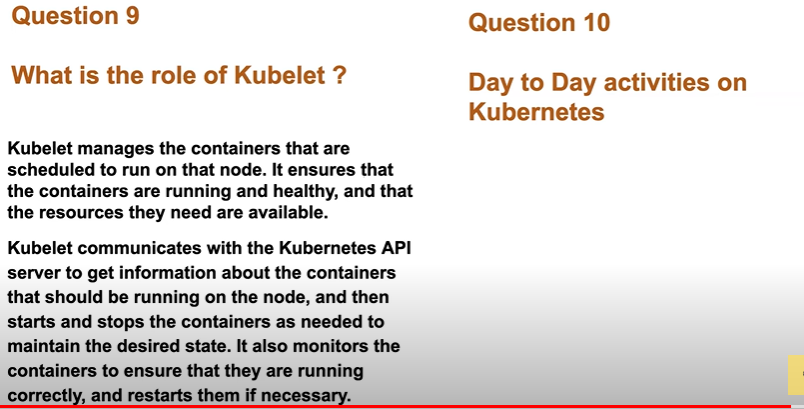 Question 9
What is the role of Kubelet ?
Kubelet manages the containers that are
scheduled to run on that node. It ensures that
the containers are running and healthy, and that
the resources they need are available.
Kubelet communicates with the Kubernetes API
server to get information about the containers
that should be running on the node, and then
starts and stops the containers as needed to
maintain the desired state. It also monitors the
containers to ensure that they are running
correctly, and restarts them if necessary.
Question 10
Day to Day activities on
Kubernetes